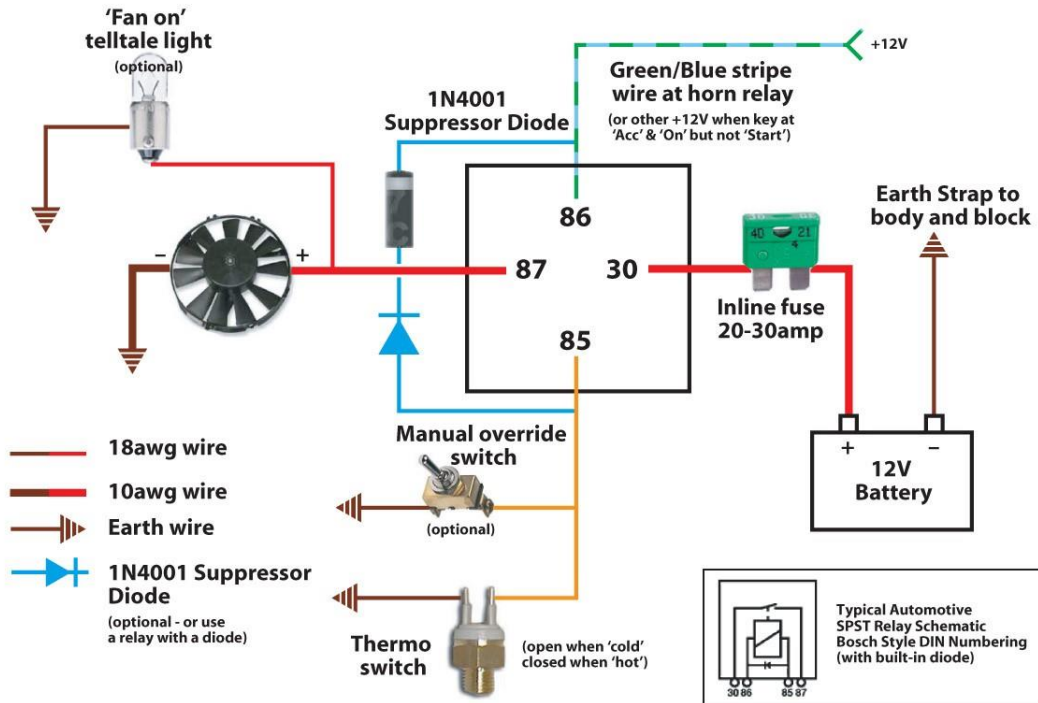 'Fan on'
telltale light
(optional)
+12V
Green/Blue stripe
wire at horn relay
(or other +12V when key at
'Acc' & 'On' but not 'Start')
1N4001
Suppressor Diode
Earth Strap to
body and block
86
87
30
85
–
+
40
21
4
Inline fuse
20-30amp
Manual override
switch
(optional)
+
–
12V
Battery
18awg wire
10awg wire
Earth wire
1N4001 Suppressor
Diode
(optional - or use
a relay with a diode)
Thermo
switch
(open when 'cold'
closed when 'hot')
Typical Automotive
SPST Relay Schematic
Bosch Style DIN Numbering
(with built-in diode)
30 86 85 87